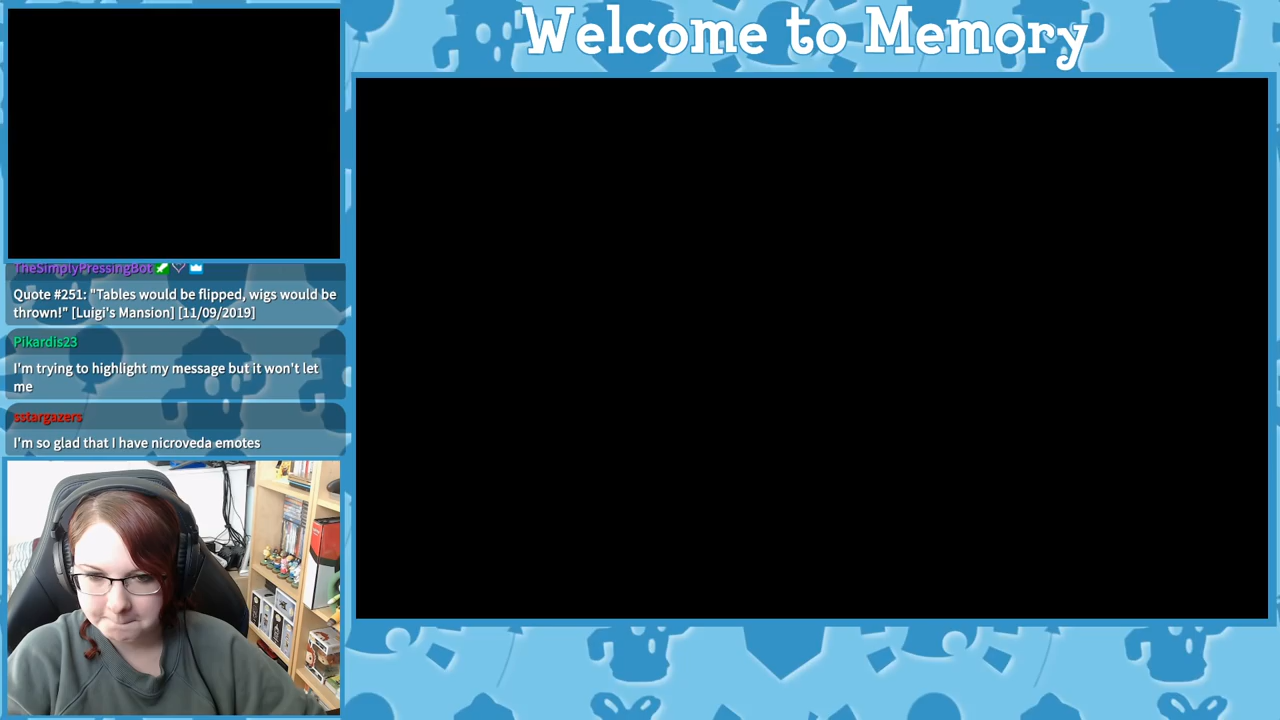 Welcome to Memory
TheSimplyPressingBot
Quote #251: "Tables would be flipped, wigs would be
thrown!" [Luigi's Mansion] [11/09/2019]
Pikardis23
I'm trying to highlight my message but it won't let
me
sstargazers
I'm so glad that I have nicroveda emotes